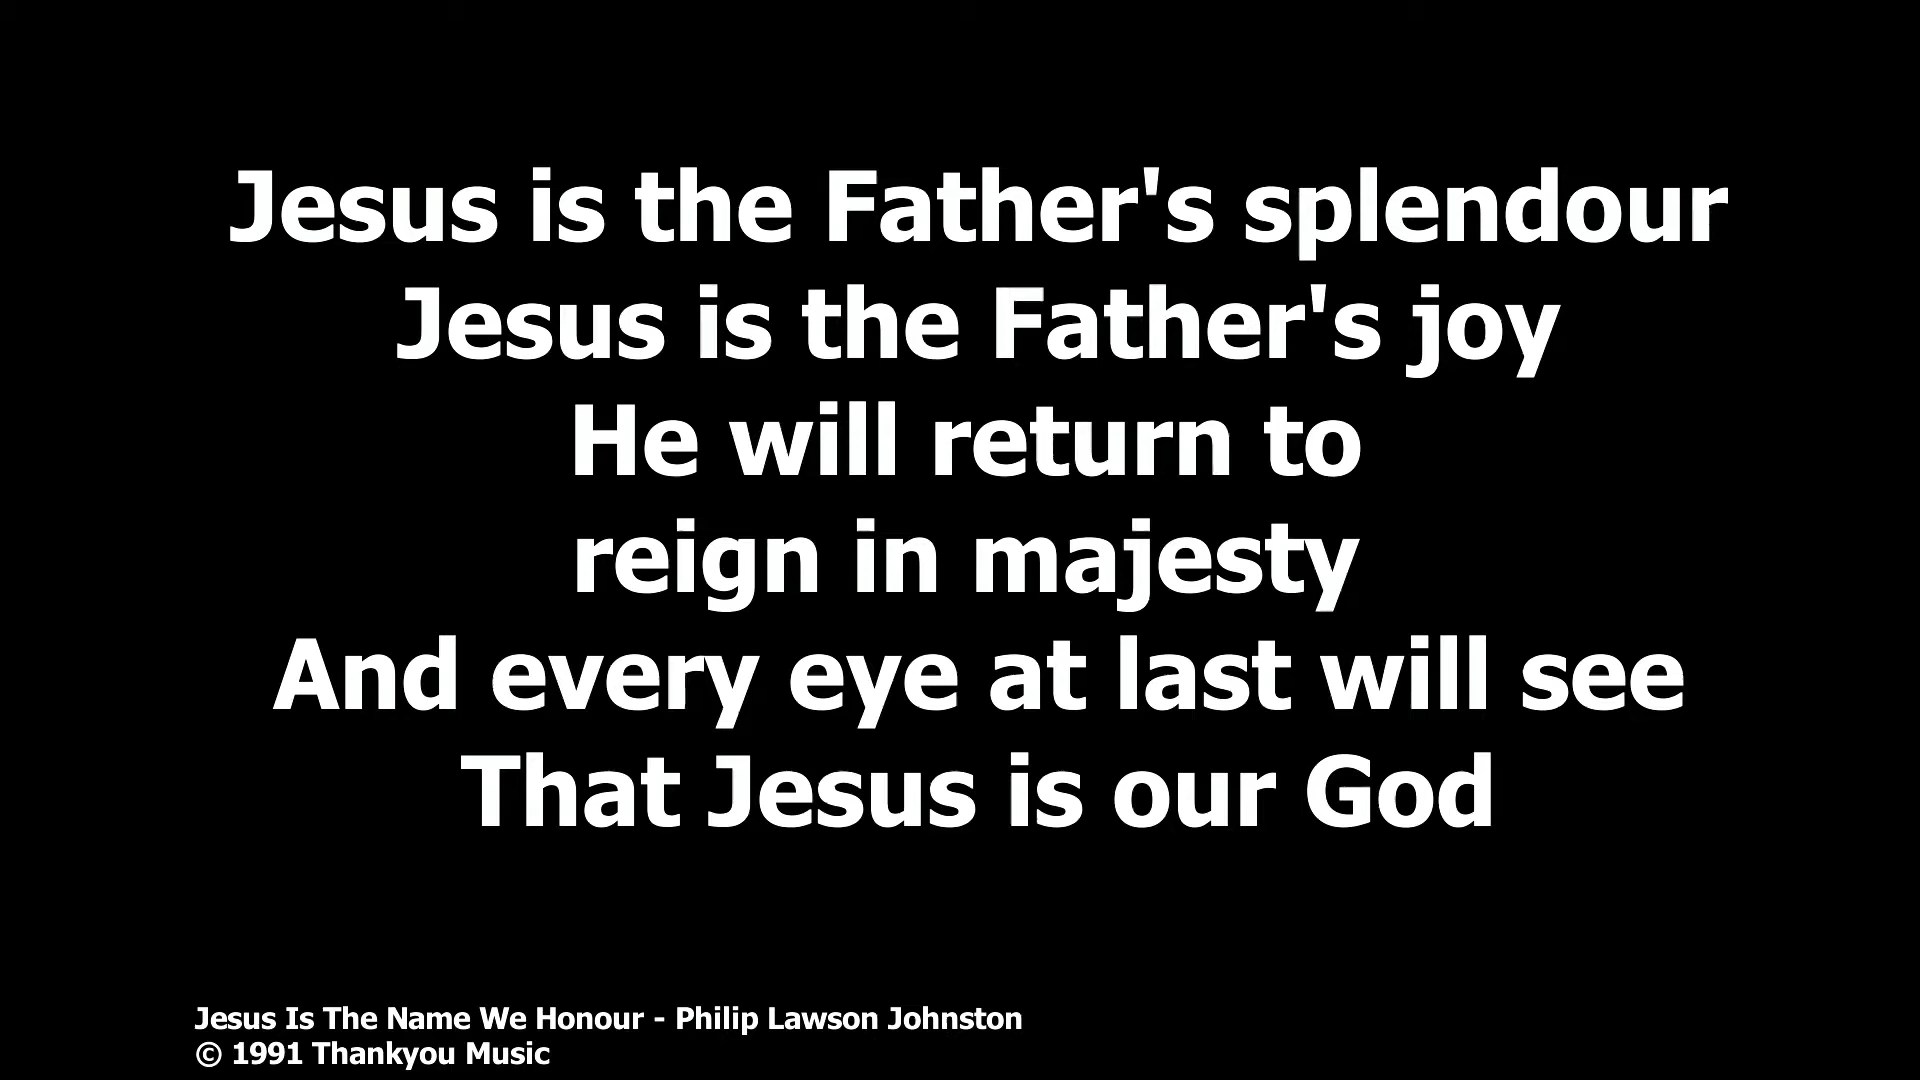 Jesus is the Father's splendour
Jesus is the Father's joy
He will return to
reign in majesty
And every eye at last will see
That Jesus is our God
Jesus Is The Name We Honour - Philip Lawson Johnston
© 1991 Thankyou Music